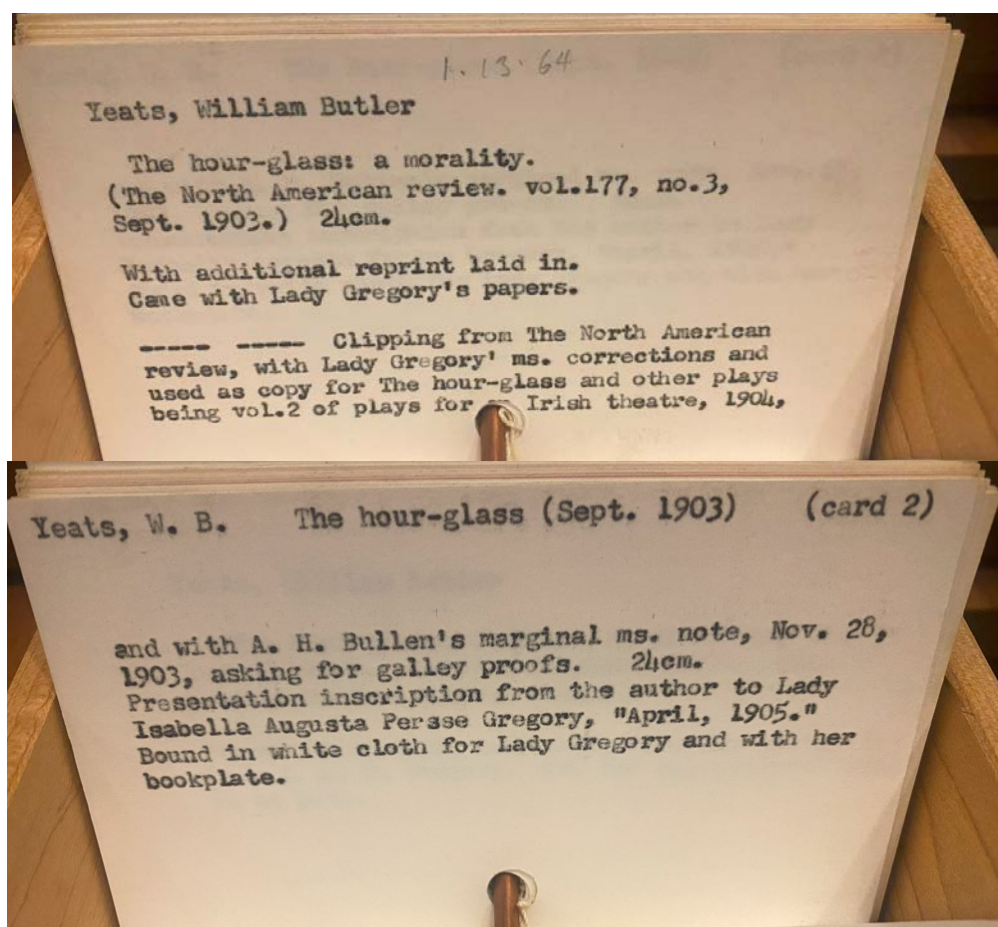 1. 13. 64
Yeats, William Butler
The hour-glass: a morality.
(The North American review. vol.177, no.3,
Sept. 1903.) 24cm.
With additional reprint laid in.
Came with Lady Gregory's papers.
----- ----- Clipping from The North American
review, with Lady Gregory' ms. corrections and
used as copy for The hour-glass and other plays
being vol.2 of plays for Irish theatre, 1904,
Yeats, W. B. The hour-glass (Sept. 1903) (card 2)
and with A. H. Bullen's marginal ms. note, Nov. 28,
1903, asking for galley proofs. 24cm.
Presentation inscription from the author to Lady
Isabella Augusta Persse Gregory, "April, 1905."
Bound in white cloth for Lady Gregory and with her
bookplate.